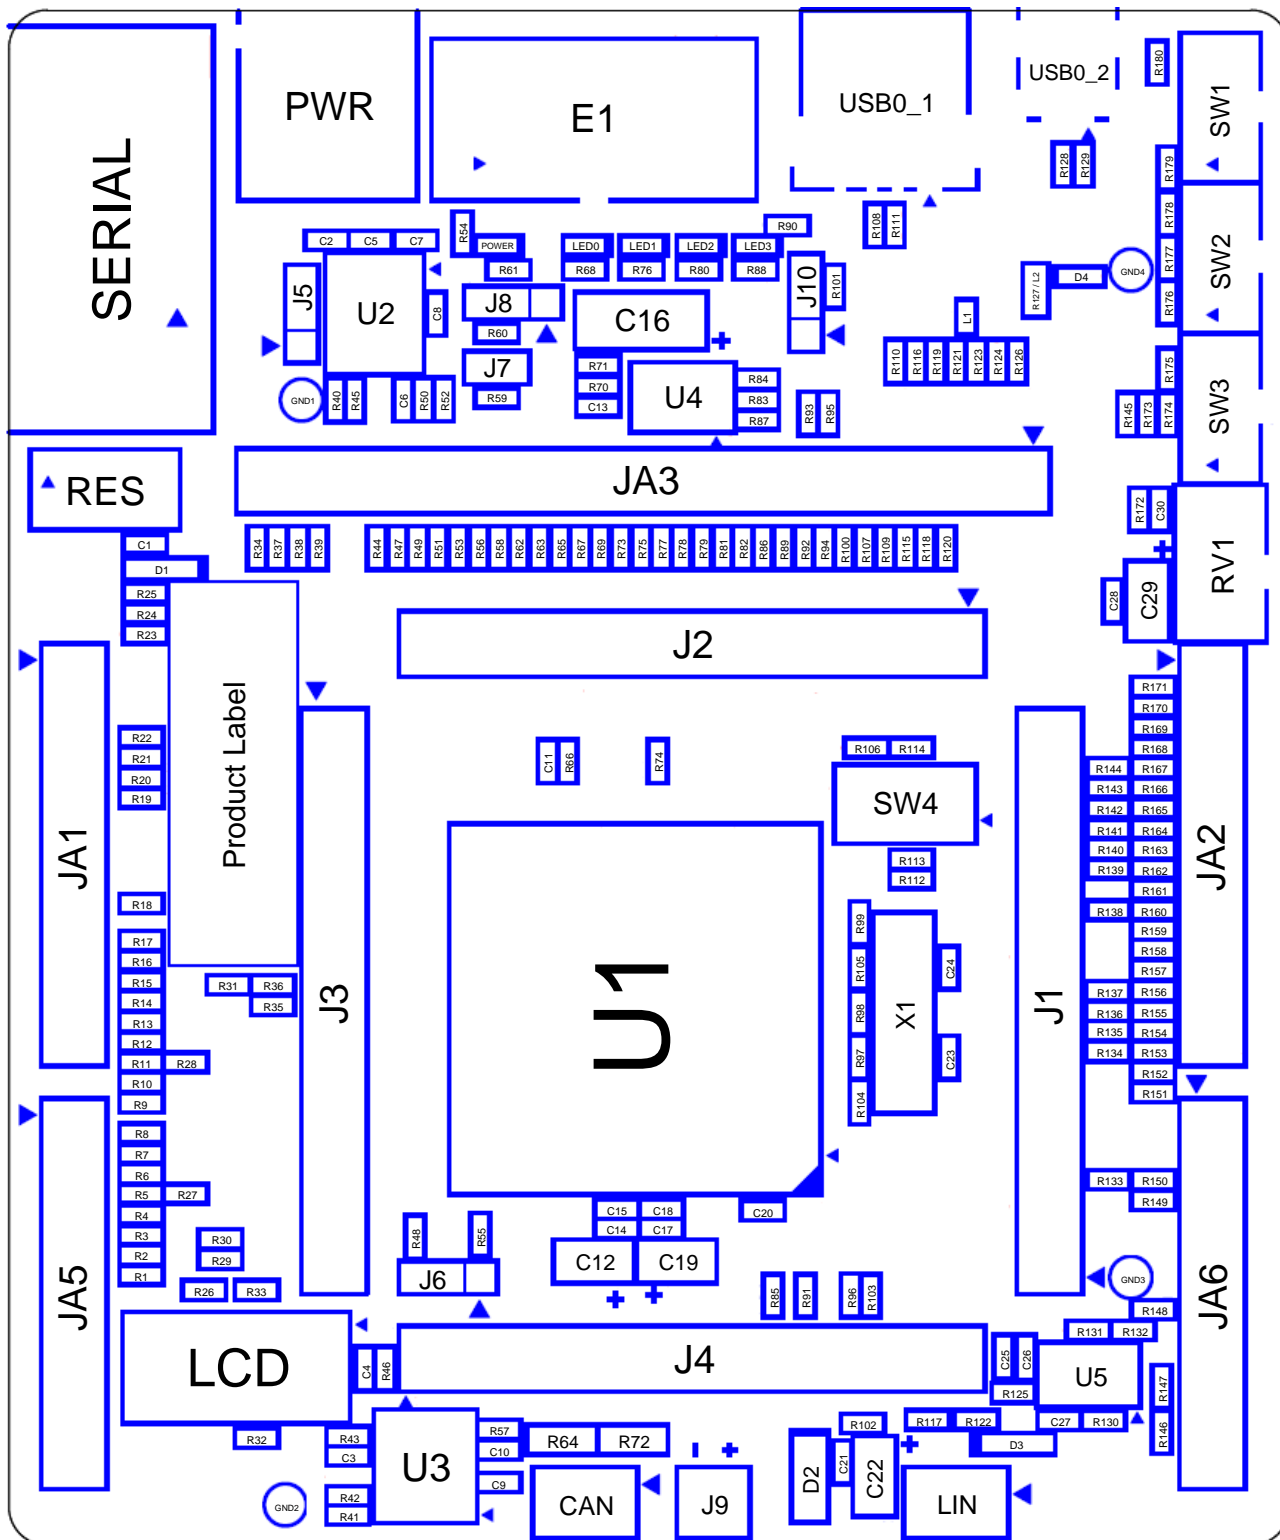 SERIAL
PWR
E1
USB0_1
USB0_2
R180
SW1
R128
R129
R179
R178
R177
R176
SW2
R108
R111
R90
R54
POWER
LED0
LED1
LED2
LED3
C2
C5
C7
R61
R68
R76
R80
R88
J10
R101
R127 / L2
D4
GND4
J5
U2
C8
J8
C16
R60
L1
J7
R59
R71
R70
C13
U4
R84
R83
R87
R110
R116
R119
R121
R123
R124
R126
R175
SW3
GND1
R40
R45
C6
R50
R52
R93
R95
R145
R173
R174
RES
JA3
R172
C30
RV1
C1
D1
R34
R37
R38
R39
R44
R47
R49
R51
R53
R56
R58
R62
R63
R65
R67
R69
R73
R75
R77
R78
R79
R81
R82
R86
R89
R92
R94
R100
R107
R109
R115
R118
R120
R25
R24
R23
C28
C29
J2
Product Label
R171
R170
R169
R168
R167
R166
R165
R164
R163
R162
R161
R160
R159
R158
R157
R156
R155
R154
R153
R152
R151
R144
R143
R142
R141
R140
R139
R138
R137
R136
R135
R134
JA2
R22
R21
R20
R19
JA1
R18
R17
R16
R15
R14
R13
R12
R11
R28
R10
R9
R31
R36
R35
J3
C11
R66
R74
R106
R114
SW4
R113
R112
U1
R99
R105
R98
R97
R104
X1
C24
C23
J1
R8
R7
R6
R5
R27
R4
R3
R2
R1
R30
R29
R26
R33
JA5
R133
R150
R149
GND3
JA6
C15
C18
C14
C17
C20
C12
C19
R48
R55
J6
R85
R91
R96
R103
R148
R131
R132
LCD
C4
R46
J4
C25
C26
R125
U5
R147
R146
R32
R43
C3
U3
R57
C10
C9
R64
R72
R102
R117
R122
C27
R130
D3
GND2
R42
R41
CAN
J9
D2
C21
C22
LIN